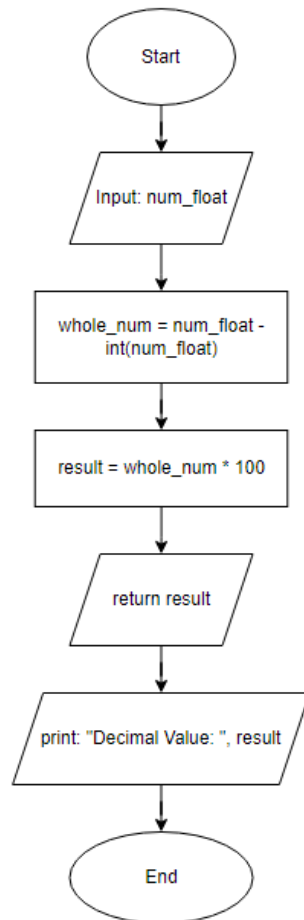 Start
Input: num_float
whole_num = num_float -
int(num_float)
result = whole_num * 100
return result
print: "Decimal Value: ", result
End